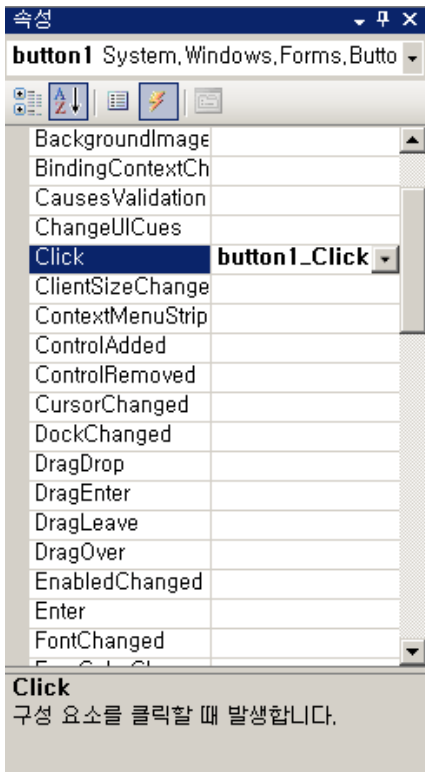 속성
button1 System,Windows,Forms,Butto
BackgroundImage
BindingContextCh
CausesValidation
ChangeUICues
Click button1_Click
ClientSizeChange
ContextMenuStrip
ControlAdded
ControlRemoved
CursorChanged
DockChanged
DragDrop
DragEnter
DragLeave
DragOver
EnabledChanged
Enter
FontChanged
Click
구성 요소를 클릭할 때 발생합니다,